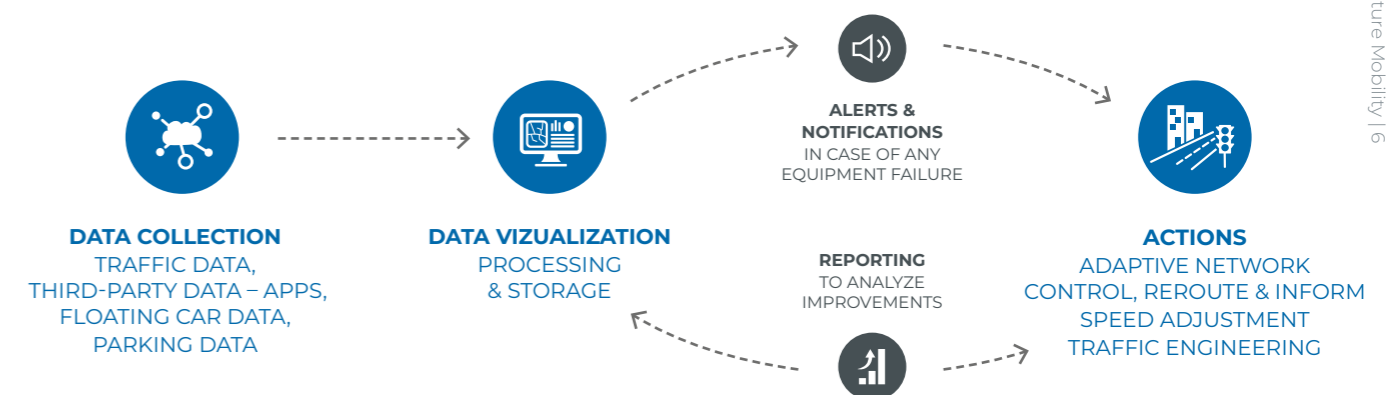 DATA COLLECTION
TRAFFIC DATA,
THIRD-PARTY DATA – APPS,
FLOATING CAR DATA,
PARKING DATA
DATA VIZUALIZATION
PROCESSING
& STORAGE
ALERTS &
NOTIFICATIONS
IN CASE OF ANY
EQUIPMENT FAILURE
REPORTING
TO ANALYZE
IMPROVEMENTS
ACTIONS
ADAPTIVE NETWORK
CONTROL, REROUTE & INFORM
SPEED ADJUSTMENT
TRAFFIC ENGINEERING
Mobility | 6